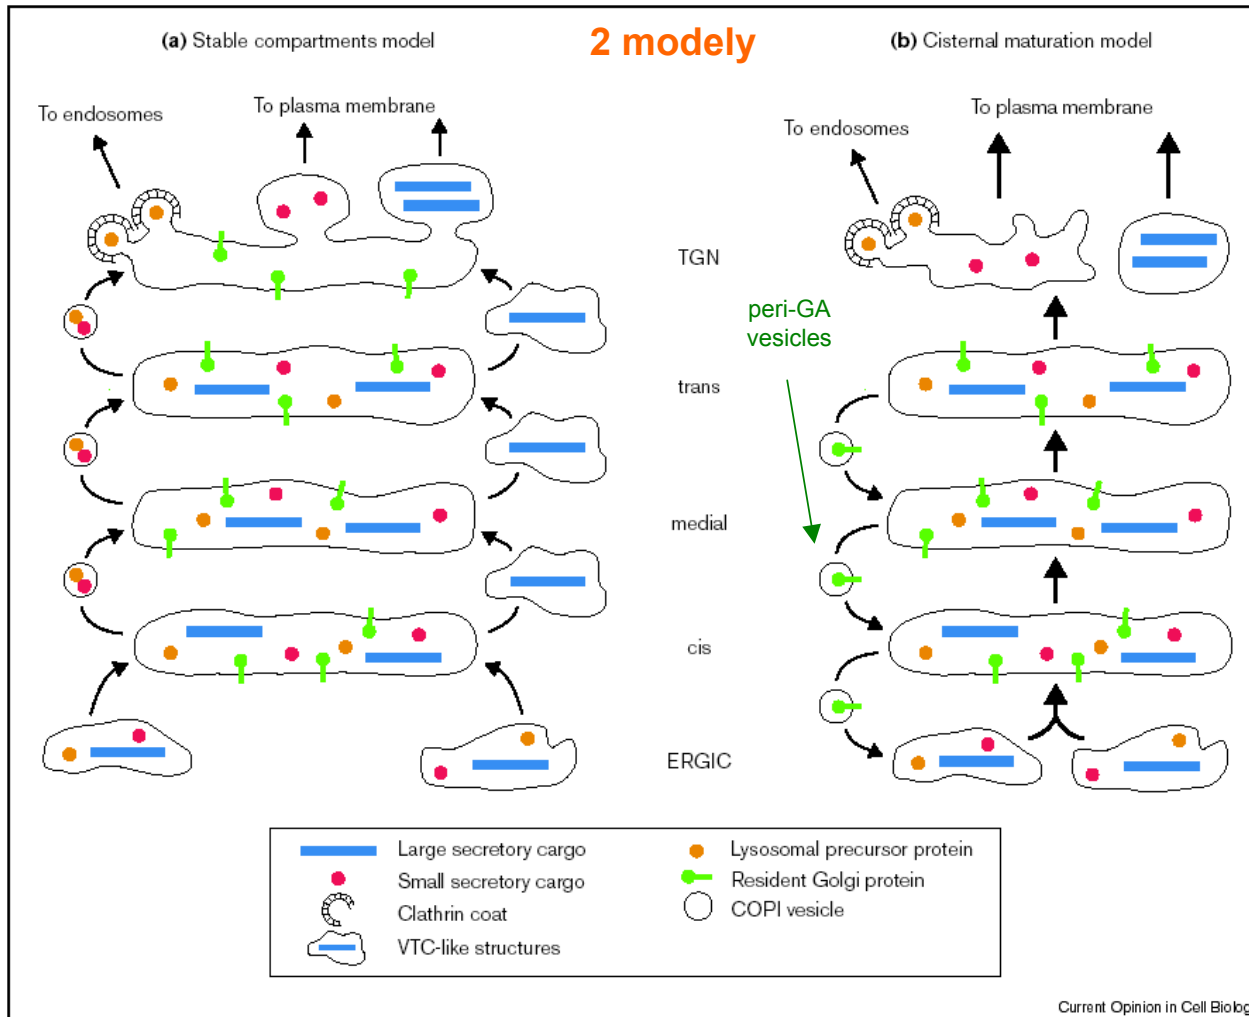 (a) Stable compartments model
2 modely
(b) Cisternal maturation model
To endosomes
To plasma membrane
To endosomes
To plasma membrane
TGN
peri-GA
vesicles
trans
medial
cis
ERGIC
Large secretory cargo
Small secretory cargo
Clathrin coat
VTC-like structures
Lysosomal precursor protein
Resident Golgi protein
COPI vesicle
Current Opinion in Cell Biolog